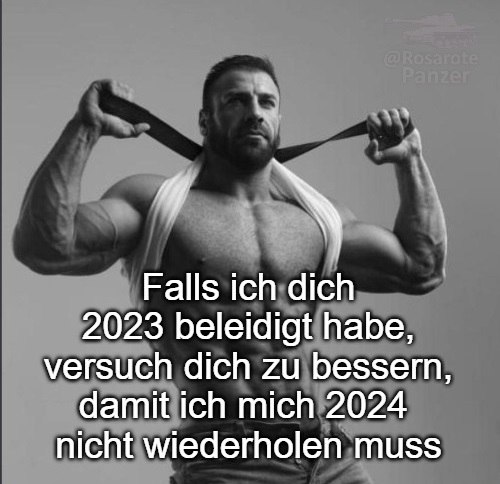 @Rosarote
Panzer
Falls ich dich
2023 beleidigt habe,
versuch dich zu bessern,
damit ich mich 2024
nicht wiederholen muss